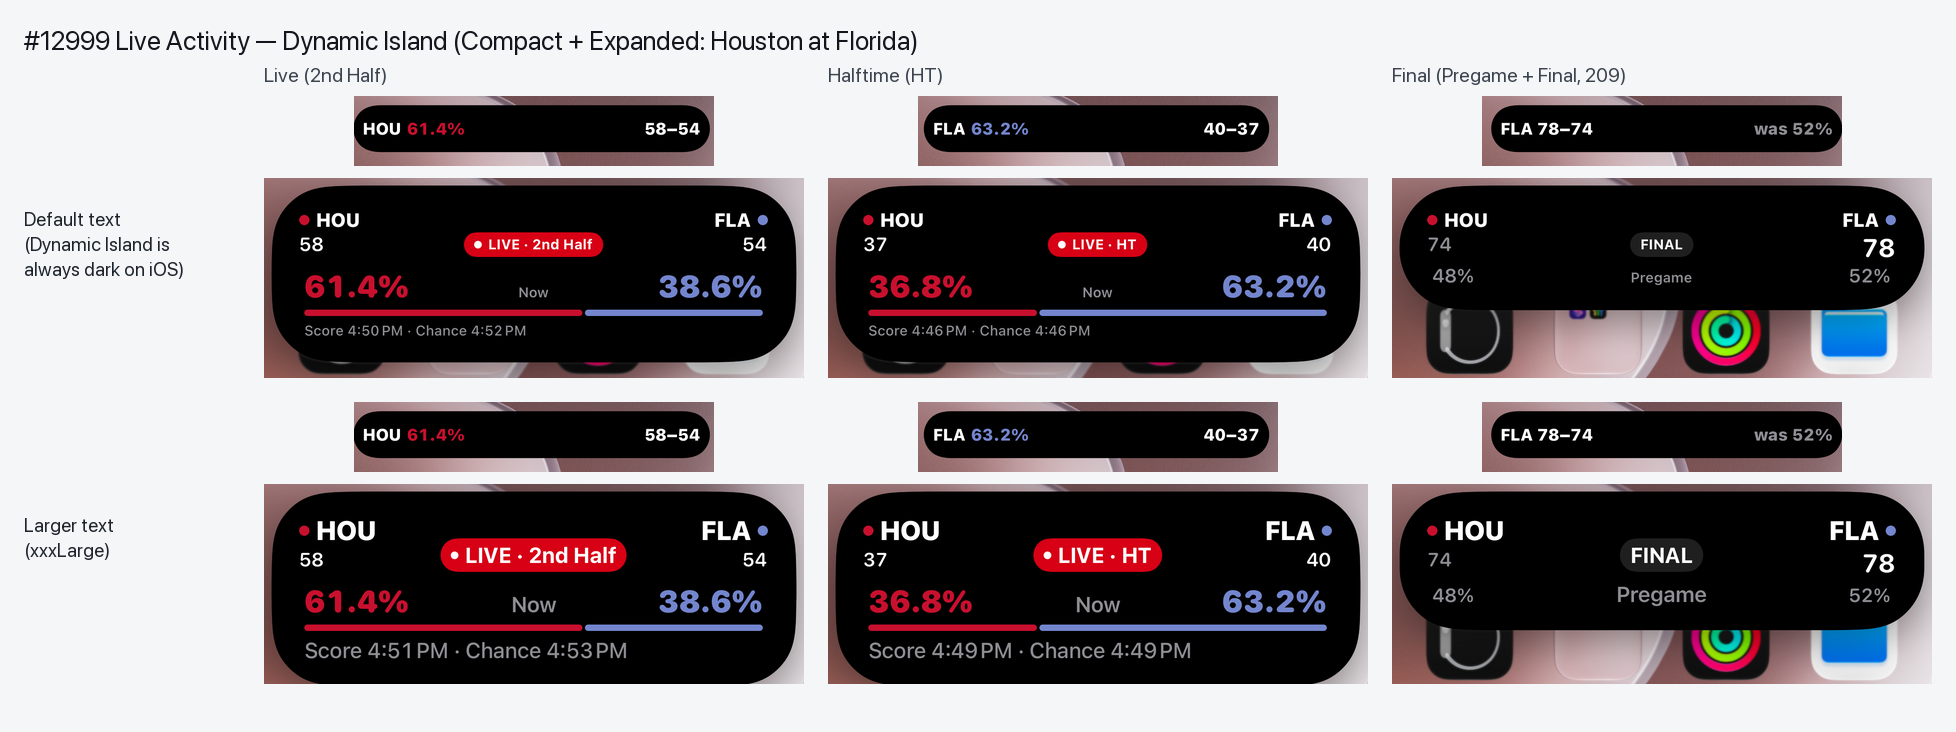 #12999 Live Activity — Dynamic Island (Compact + Expanded: Houston at Florida)
Live (2nd Half)
Halftime (HT)
Final (Pregame + Final, 209)
HOU 61.4% 58–54
FLA 63.2% 40–37
FLA 78–74 was 52%
Default text
(Dynamic Island is
always dark on iOS)
HOU FLA
58 LIVE · 2nd Half 54
61.4% Now 38.6%
Score 4:50 PM · Chance 4:52 PM
HOU FLA
37 LIVE · HT 40
36.8% Now 63.2%
Score 4:46 PM · Chance 4:46 PM
HOU FLA
74 FINAL 78
48% Pregame 52%
HOU 61.4% 58–54
FLA 63.2% 40–37
FLA 78–74 was 52%
Larger text
(xxxLarge)
HOU FLA
58 LIVE · 2nd Half 54
61.4% Now 38.6%
Score 4:51 PM · Chance 4:53 PM
HOU FLA
37 LIVE · HT 40
36.8% Now 63.2%
Score 4:49 PM · Chance 4:49 PM
HOU FLA
74 FINAL 78
48% Pregame 52%